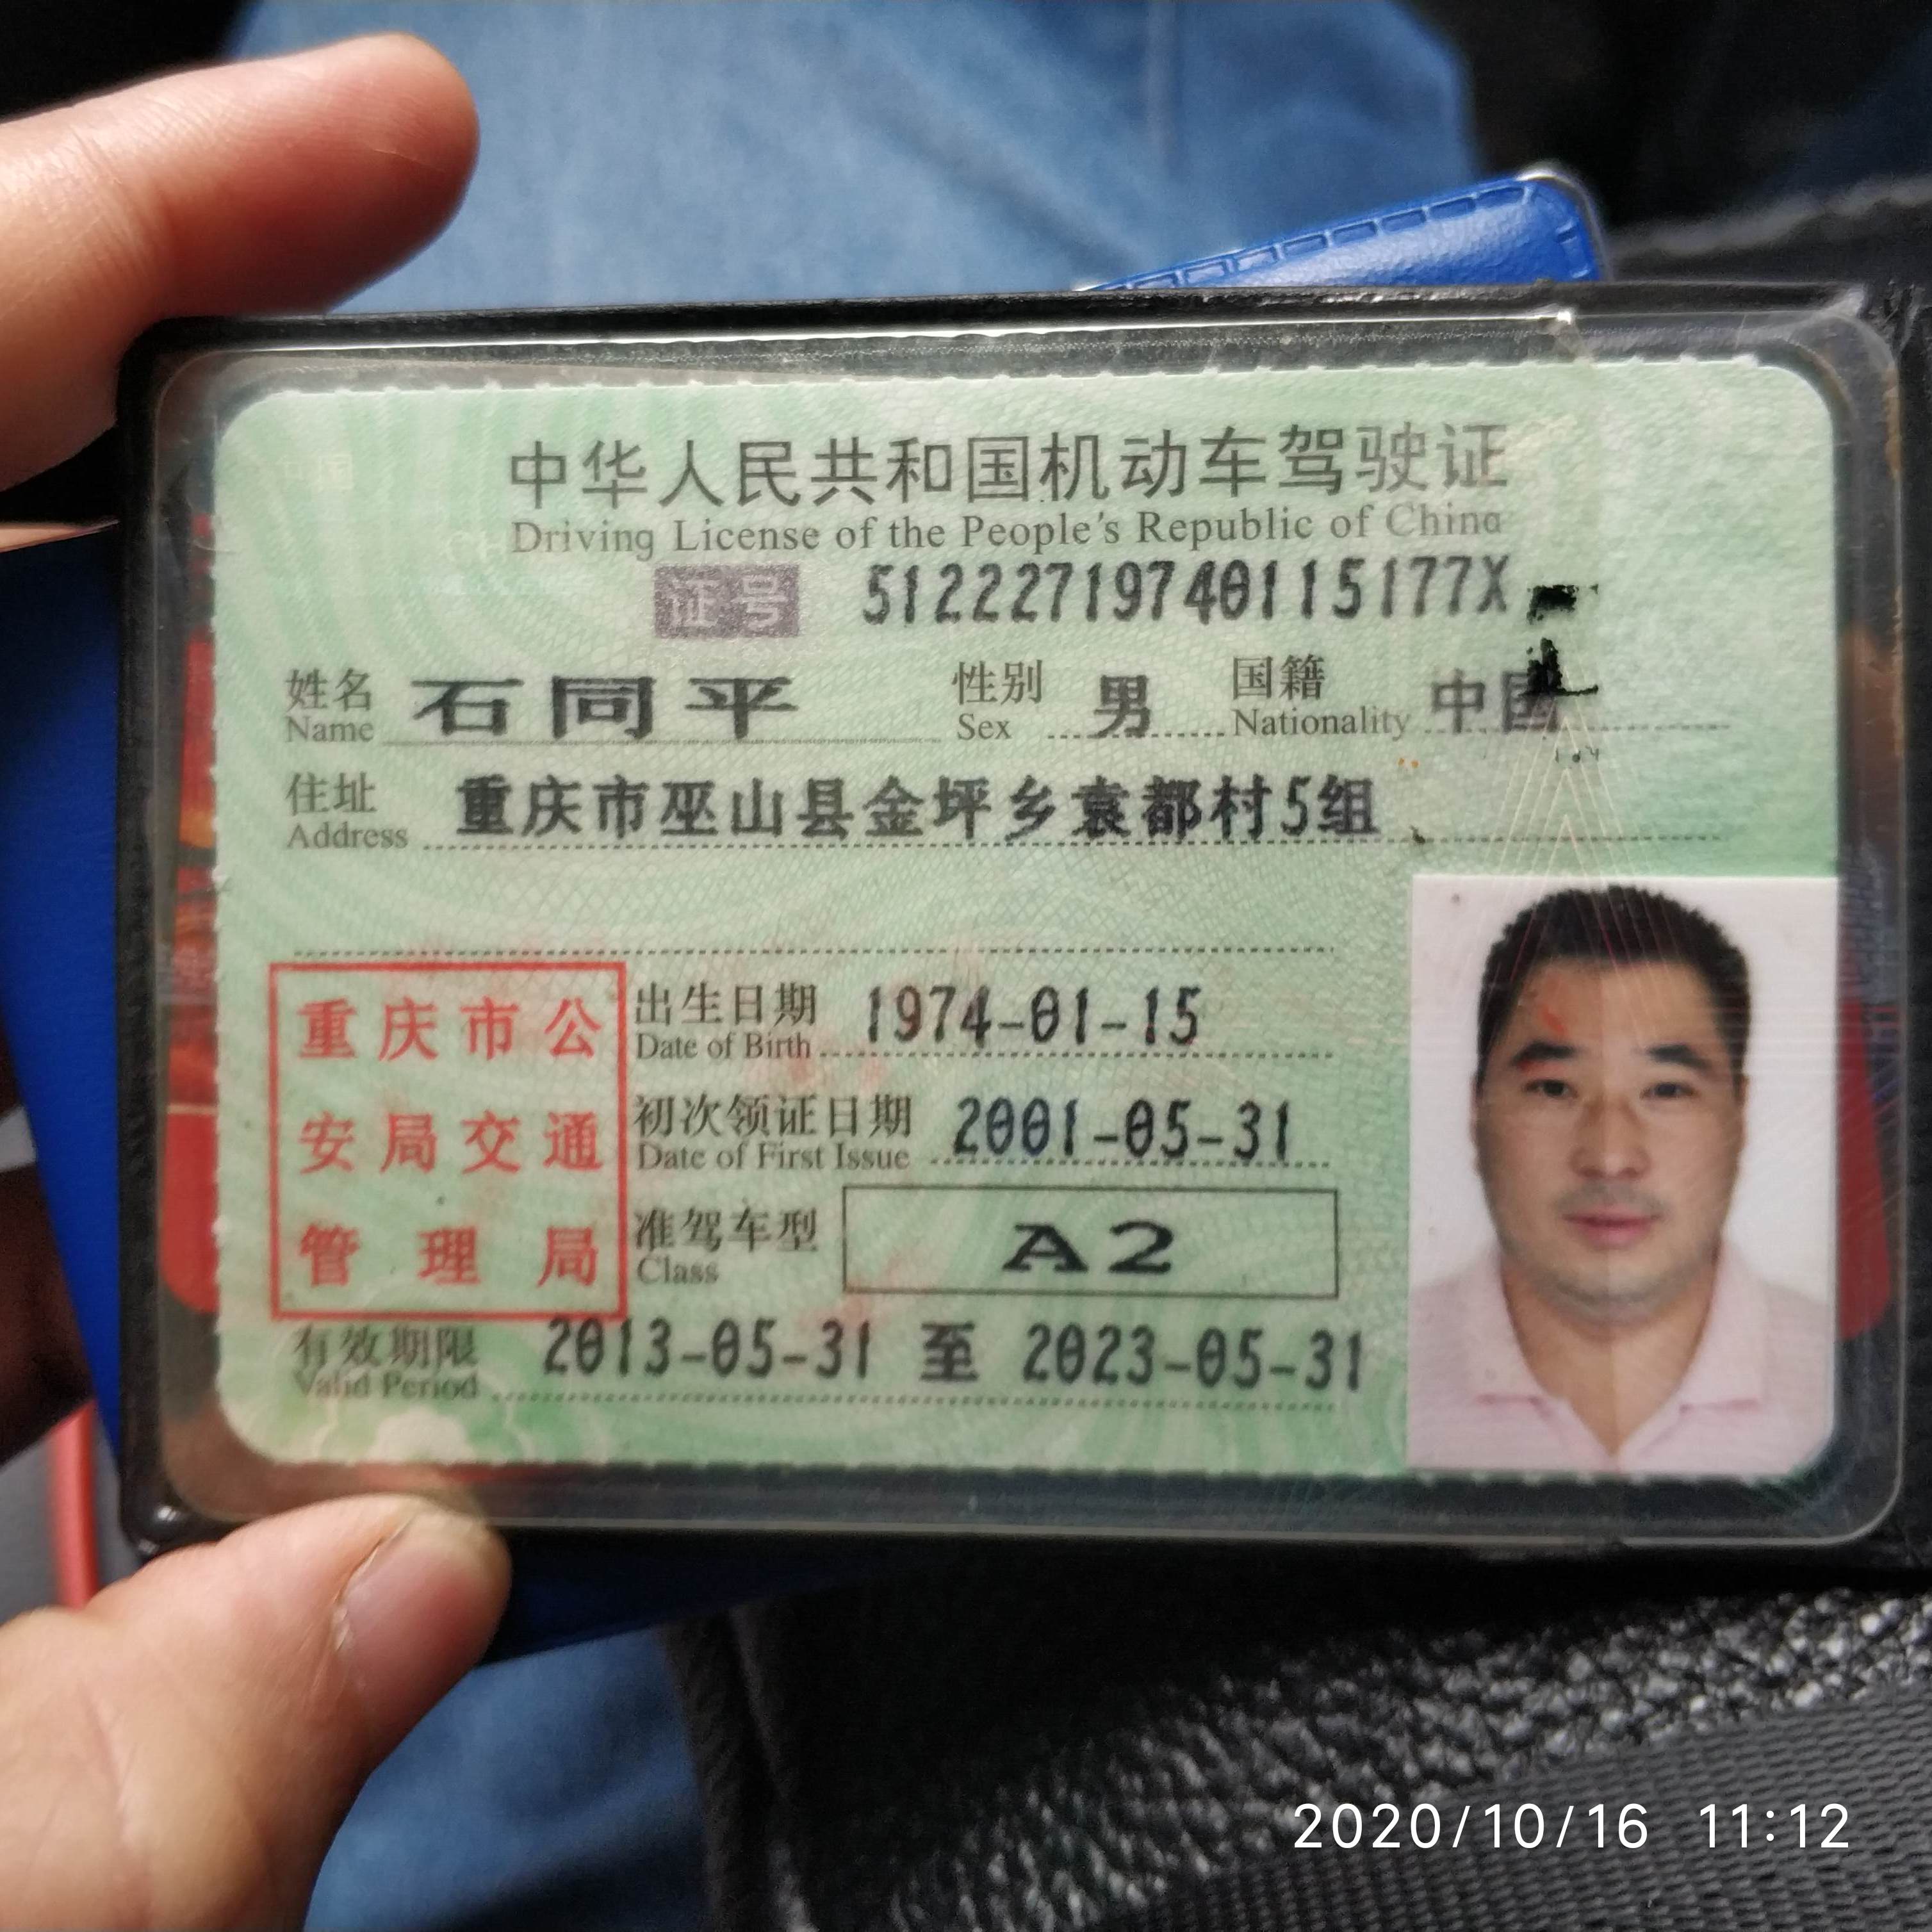 中华人民共和国机动车驾驶证
Driving License of the People's Republic of China
证号 51222719740115177X
姓名 石同平 性别 男 国籍 中国
Name Sex Nationality
住址 重庆市巫山县金坪乡袁都村5组
Address
重庆市公
安局交通
管理局
出生日期 1974-01-15
Date of Birth
初次领证日期 2001-05-31
Date of First Issue
准驾车型 A2
Class
有效期限 2013-05-31 至 2023-05-31
Valid Period
2020/10/16 11:12